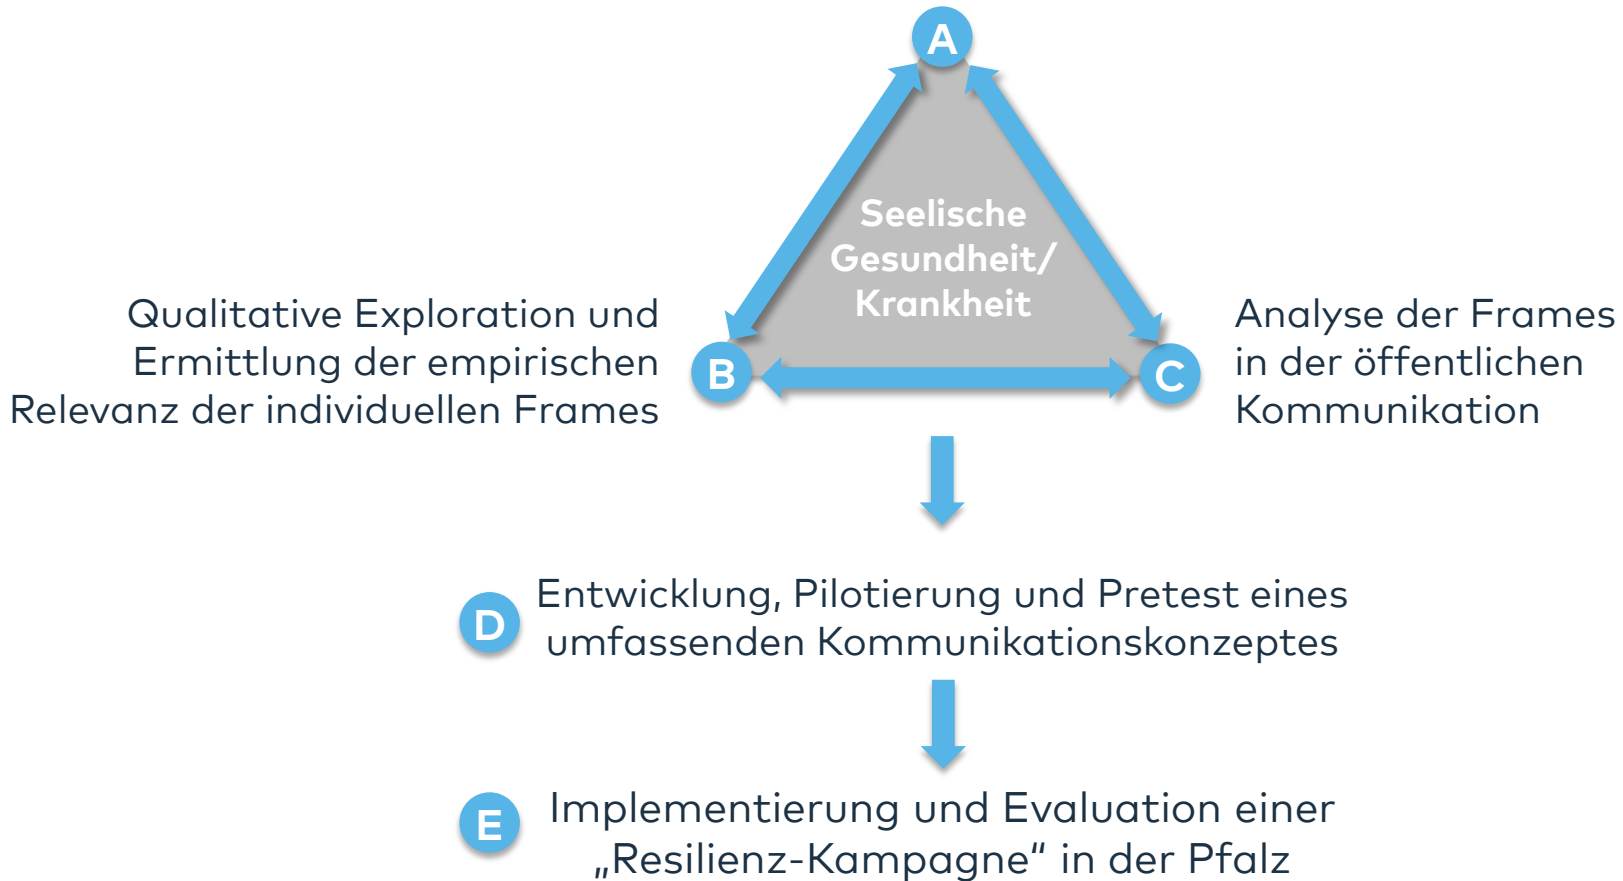 A
Seelische
Gesundheit/
Krankheit
Qualitative Exploration und
Ermittlung der empirischen
Relevanz der individuellen Frames
B
C
Analyse der Frames
in der öffentlichen
Kommunikation
D
Entwicklung, Pilotierung und Pretest eines
umfassenden Kommunikationskonzeptes
E
Implementierung und Evaluation einer
„Resilienz-Kampagne“ in der Pfalz